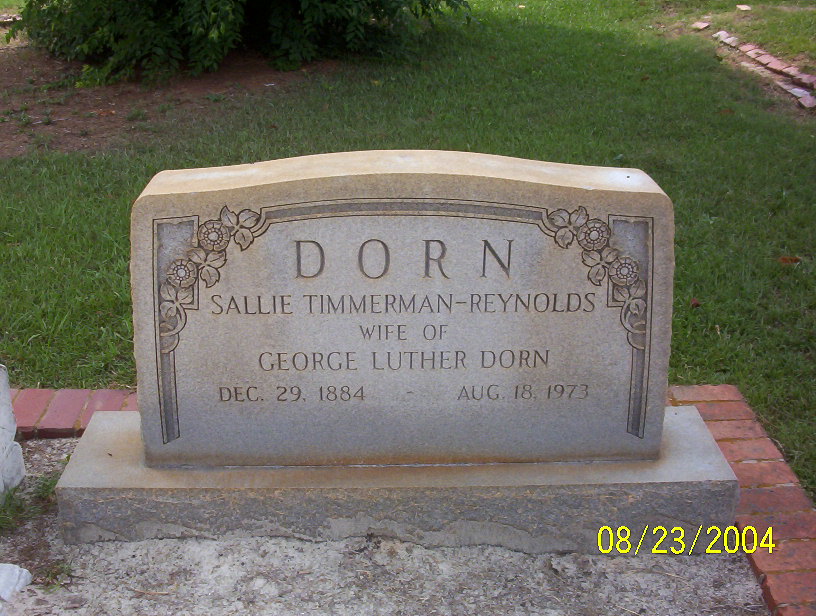 DORN
SALLIE TIMMERMAN-REYNOLDS
WIFE OF
GEORGE LUTHER DORN
DEC. 29, 1884 - AUG. 18, 1973
08/23/2004